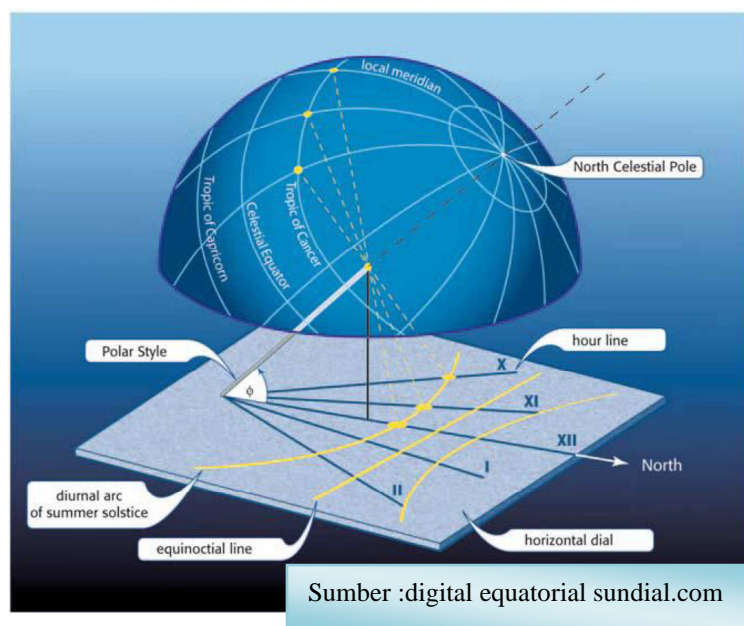 local meridian
North Celestial Pole
Tropic of Capricorn
Celestial Equator
Tropic of Cancer
Polar Style
hour line
ϕ
X
XI
XII
North
I
II
diurnal arc
of summer solstice
equinoctial line
horizontal dial
Sumber :digital equatorial sundial.com